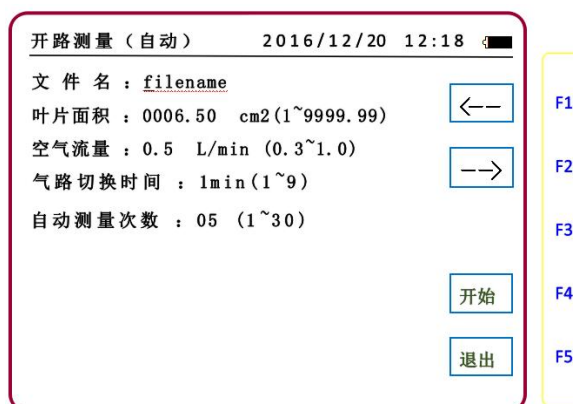 开路测量（自动） 2016/12/20 12:18
文 件 名 ：filename
叶片面积 ：0006.50 cm2(1~9999.99)
<--
F1
空气流量 ：0.5 L/min (0.3~1.0)
-->
F2
气路切换时间 ：1min(1~9)
自动测量次数 ：05 (1~30)
F3
开始
F4
退出
F5